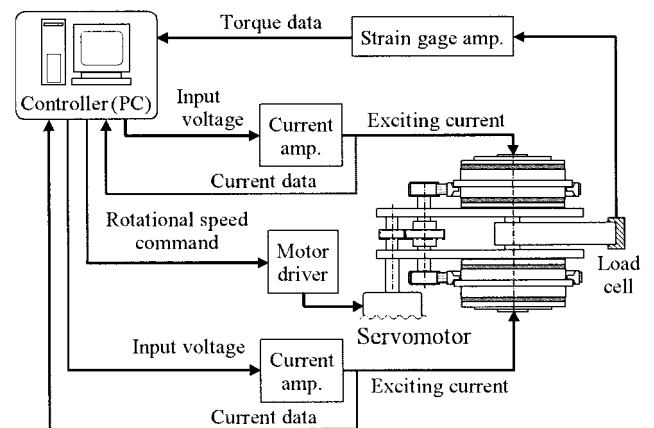 Torque data
Strain gage amp.
Controller (PC)
Input
voltage
Current
amp.
Exciting current
Current data
Rotational speed
command
Motor
driver
Load
cell
Servomotor
Input voltage
Current
amp.
Exciting current
Current data